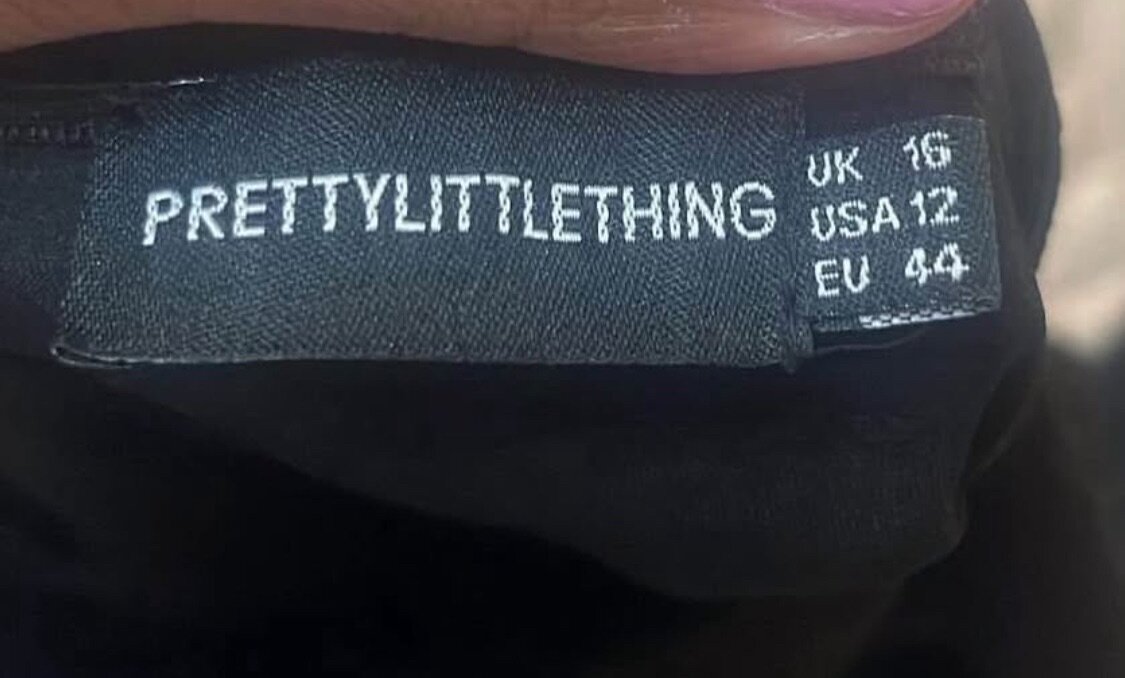 PRETTYLITTLETHING
UK 16
USA 12
EU 44